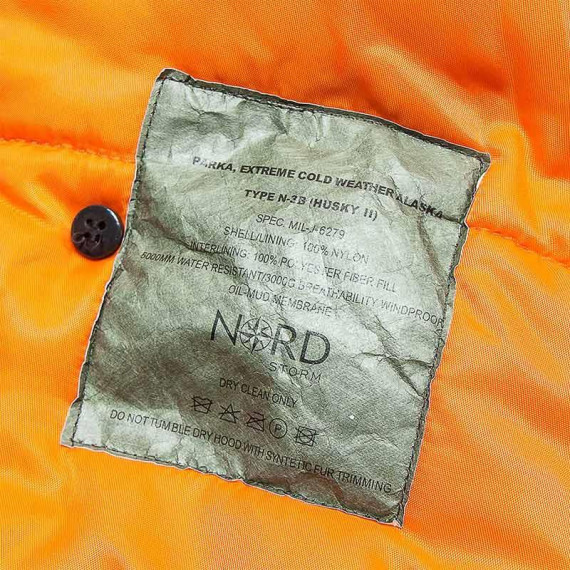 PARKA, EXTREME COLD WEATHER ALASKA
TYPE N-3B (HUSKY II)
SPEC. MIL-J-6279
SHELL/LINING: 100% NYLON
INTERLINING: 100% POLYESTER FIBER FILL
5000MM WATER RESISTANT/3000G BREATHABILITY WINDPROOF
OIL-MUD MEMBRANE
NORD
STORM
DRY CLEAN ONLY
P
DO NOT TUMBLE DRY HOOD WITH SYNTETIC FUR TRIMMING